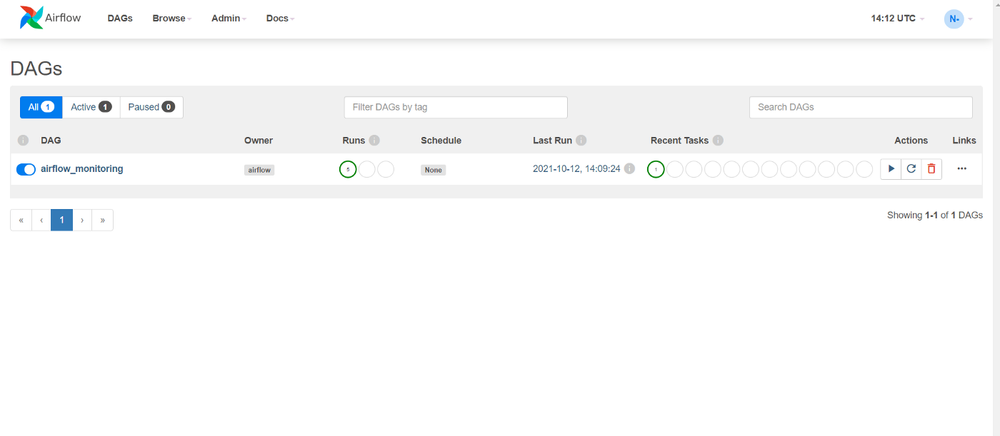 Airflow DAGs Browse Admin Docs 14:12 UTC N-
DAGs
All 1 Active 1 Paused 0 Filter DAGs by tag Search DAGs
i DAG Owner Runs i Schedule Last Run i Recent Tasks i Actions Links
airflow_monitoring airflow 5 None 2021-10-12, 14:09:24 i 1 ...
« ‹ 1 › » Showing 1-1 of 1 DAGs